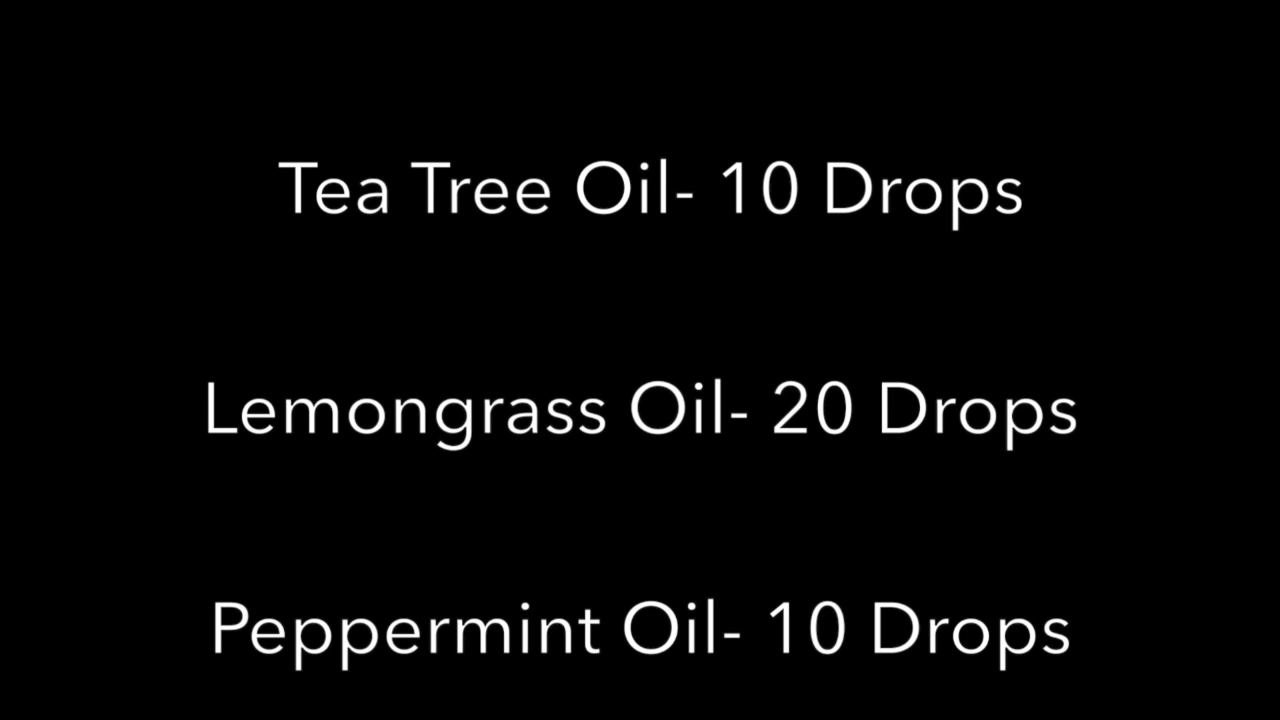 Tea Tree Oil- 10 Drops
Lemongrass Oil- 20 Drops
Peppermint Oil- 10 Drops